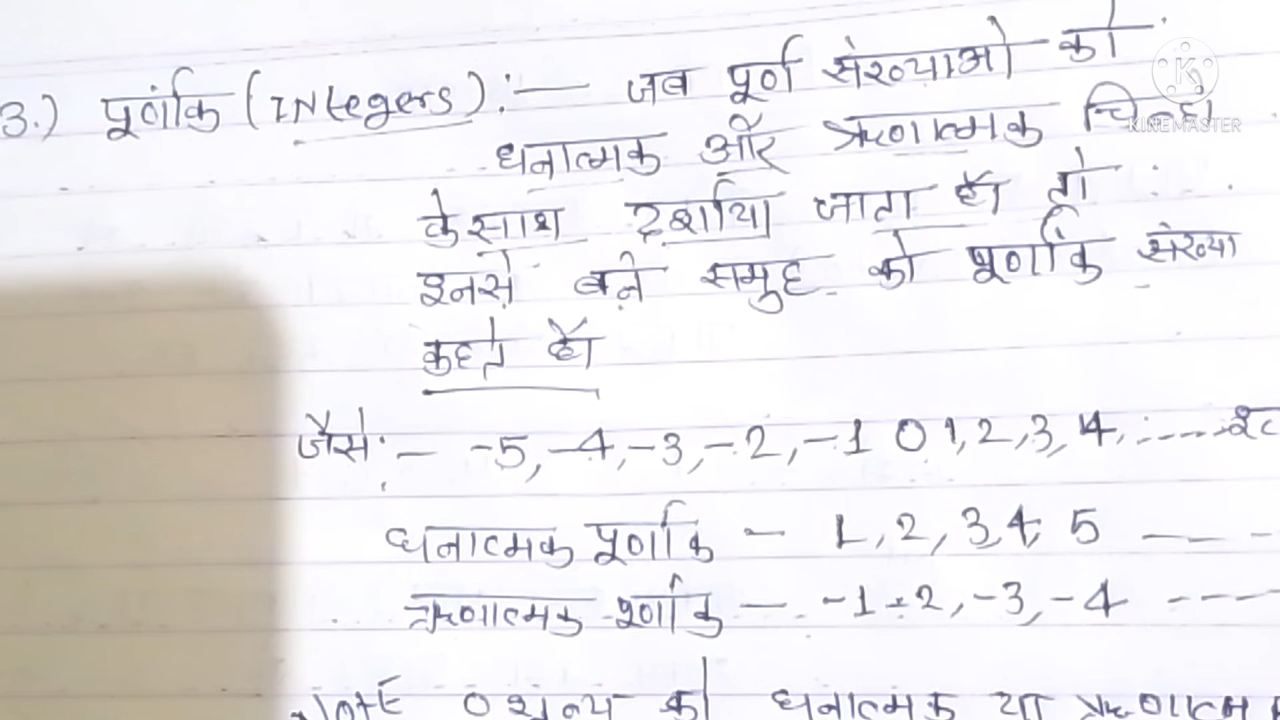 3.) पूर्णांक (INtegers) :— जब पूर्ण संख्याओ को
धनात्मक और ऋणात्मक चिन्हो
के साथ दर्शाया जाता है। तो
इनसे बने समुह को पूर्णांक संख्या
कहते है।
जैसे:— -5, -4, -3, -2, -1 0 1, 2, 3, 4, ........
धनात्मक पूर्णांक — 1, 2, 3, 4, 5 ———
ऋणात्मक पूर्णांक — -1 -2, -3, -4 ----
Note 0 शून्य को धनात्मक या
KINEMASTER